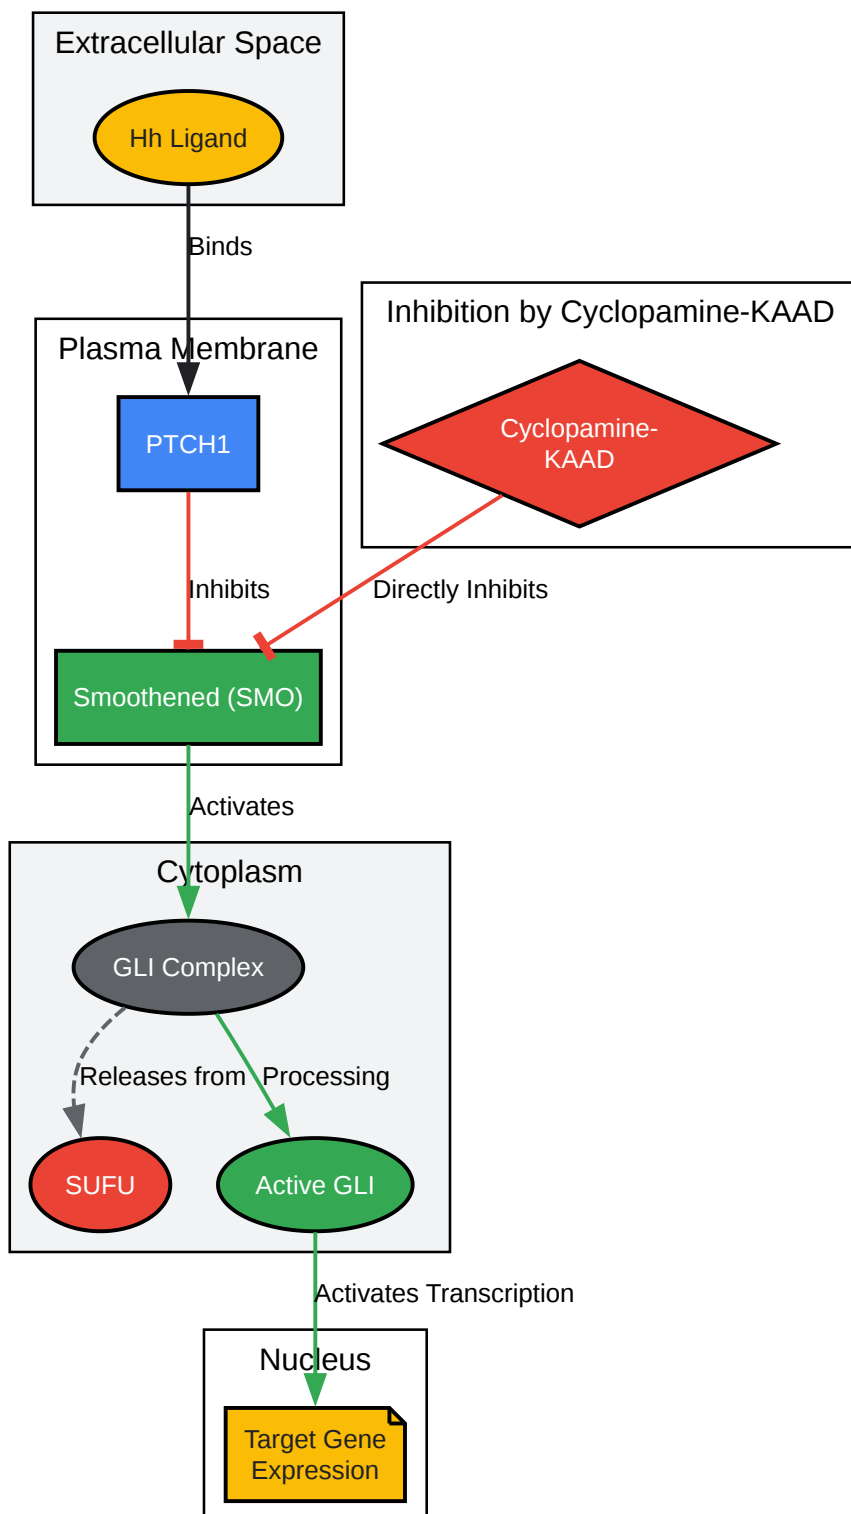 Extracellular Space
Hh Ligand
Binds
Inhibition by Cyclopamine-KAAD
Plasma Membrane
Cyclopamine-
KAAD
PTCH1
Inhibits
Directly Inhibits
Smoothened (SMO)
Activates
Cytoplasm
GLI Complex
Releases from
Processing
SUFU
Active GLI
Activates Transcription
Nucleus
Target Gene
Expression